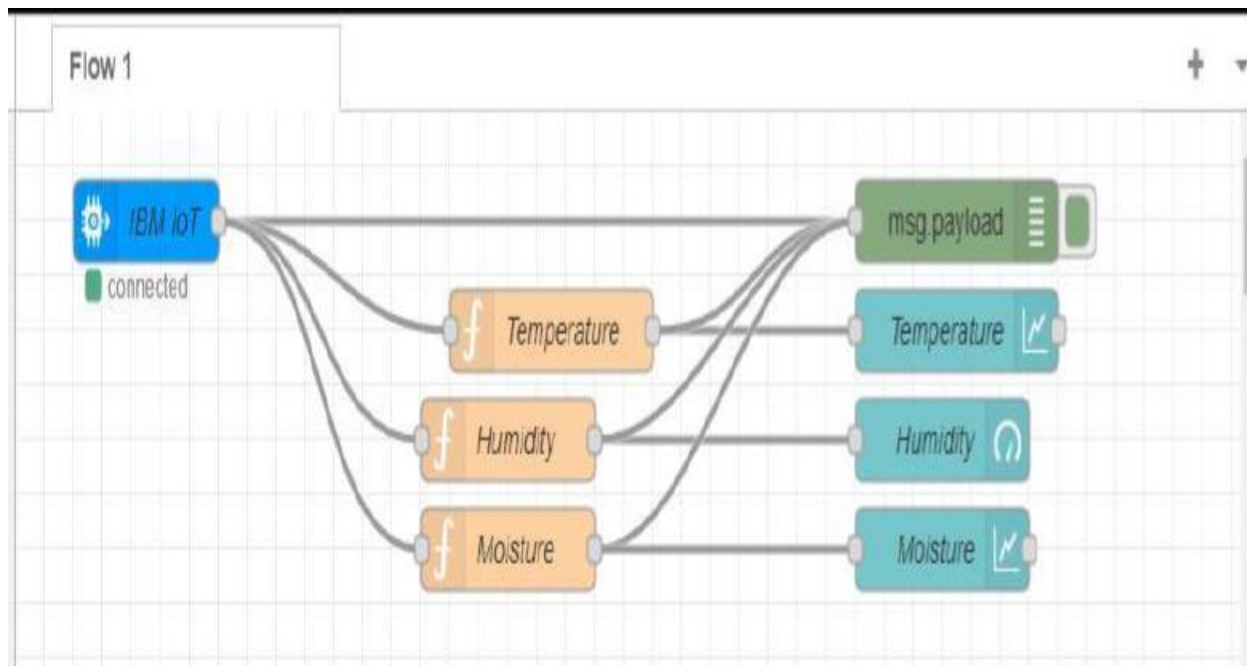 Flow 1
IBM IoT
msg.payload
connected
Temperature
Temperature
Humidity
Humidity
Moisture
Moisture